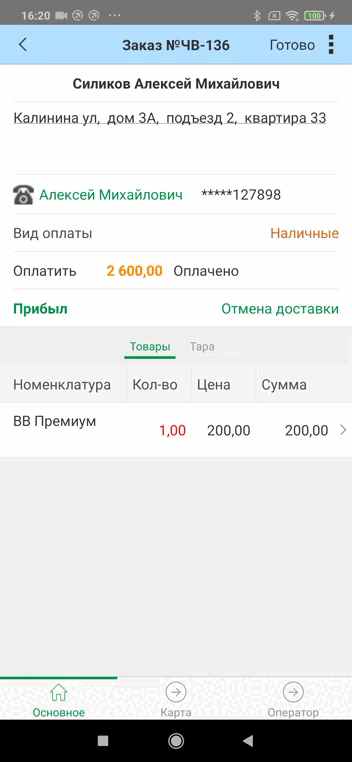 16:20 ... 100
Заказ №ЧВ-136 Готово
Силиков Алексей Михайлович
Калинина ул, дом 3А, подъезд 2, квартира 33
Алексей Михайлович *****127898
Вид оплаты Наличные
Оплатить 2 600,00 Оплачено
Прибыл Отмена доставки
Товары Тара
Номенклатура Кол-во Цена Сумма
ВВ Премиум 1,00 200,00 200,00
Основное Карта Оператор